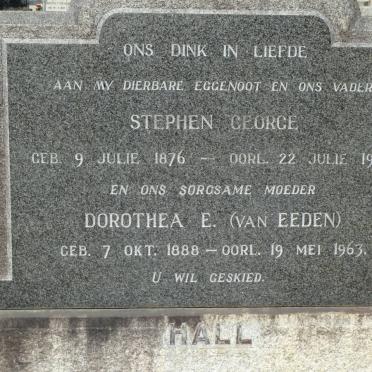 ONS DINK IN LIEFDE
AAN MY DIERBARE EGGENOOT EN ONS VADER
STEPHEN GEORGE
GEB. 9 JULIE 1876 — OORL. 22 JULIE
EN ONS SORGSAME MOEDER
DOROTHEA E. (VAN EEDEN)
GEB. 7 OKT. 1888 — OORL. 19 MEI 1963.
U WIL GESKIED.
HALL